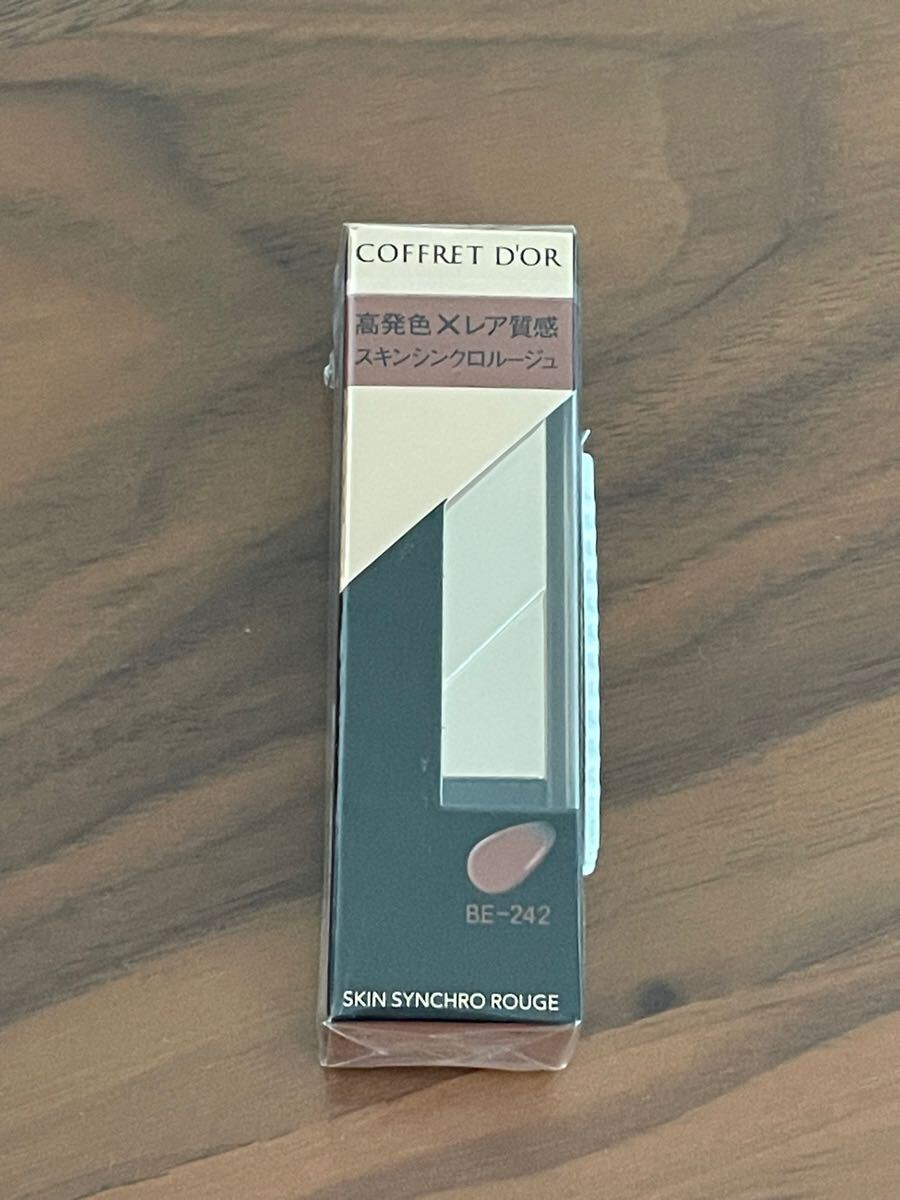 COFFRET D'OR
高発色×レア質感
スキンシンクロルージュ
BE-242
SKIN SYNCHRO ROUGE